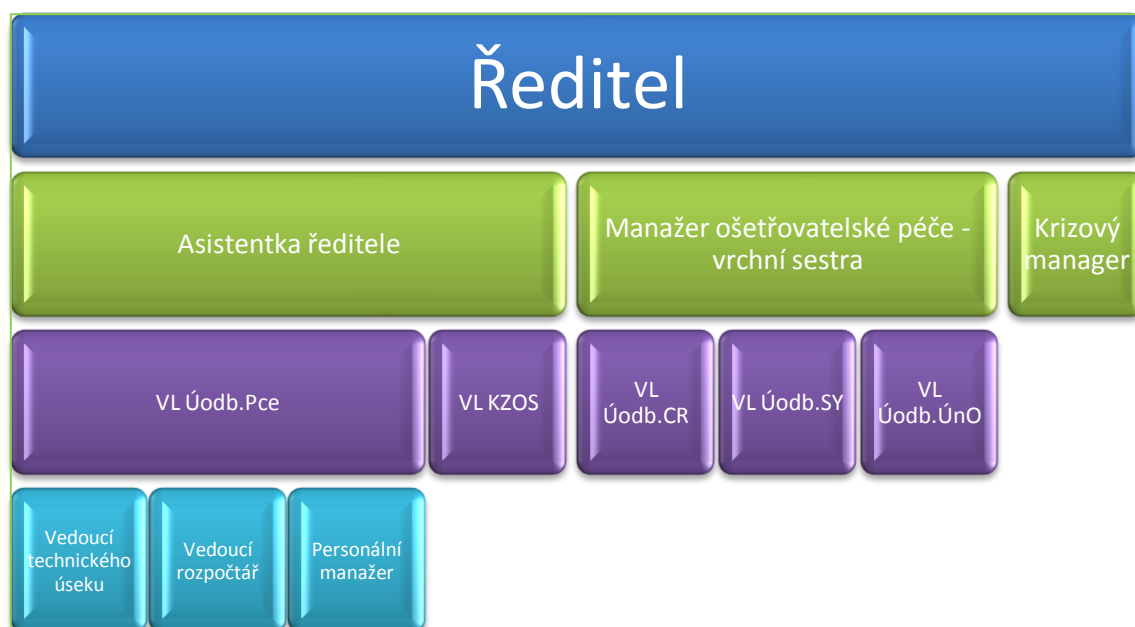 Ředitel
Asistentka ředitele
Manažer ošetřovatelské péče -
vrchní sestra
Krizový
manager
VL Úodb.Pce
VL KZOS
VL
Úodb.CR
VL Úodb.SY
VL
Úodb.ÚnO
Vedoucí
technického
úseku
Vedoucí
rozpočtář
Personální
manažer